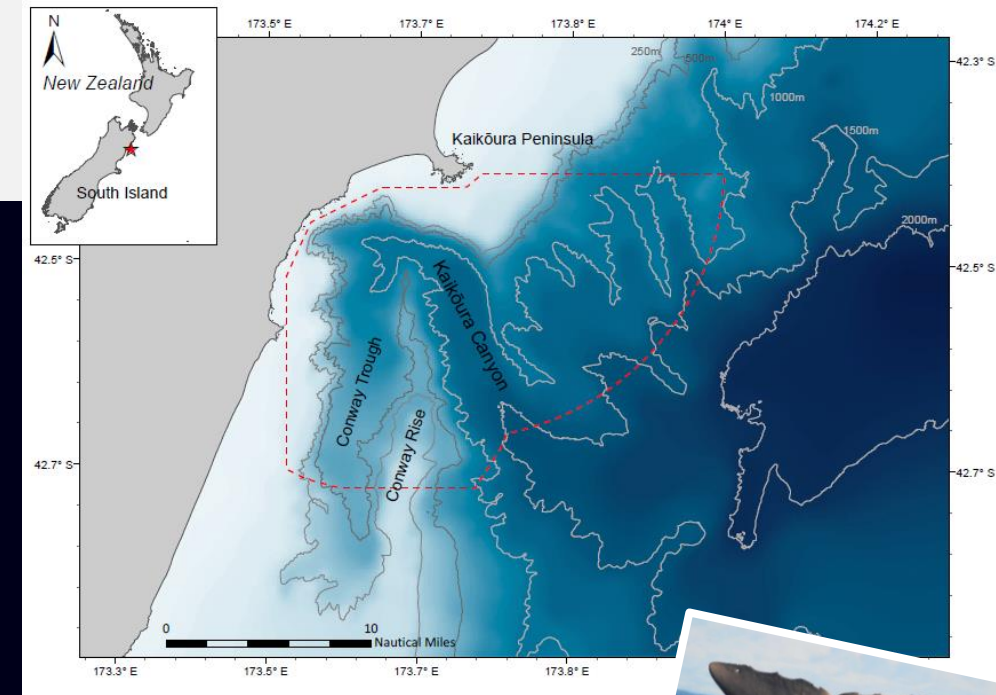 173.5° E 173.7° E 173.8° E 174° E 174.2° E
N
New Zealand
South Island
250m
500m
1000m
1500m
2000m
42.3° S
Kaikōura Peninsula
42.5° S
42.5° S
Kaikōura Canyon
Conway Trough
Conway Rise
42.7° S
42.7° S
0 10
Nautical Miles
173.3° E 173.5° E 173.7° E 173.8° E